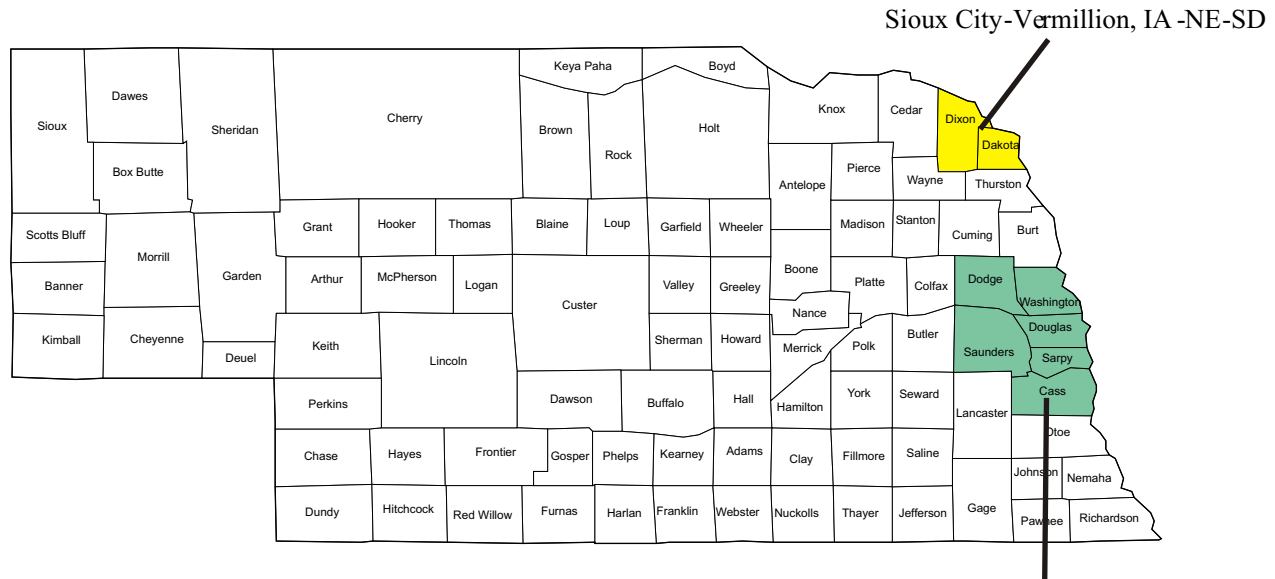 Sioux City-Vermillion, IA -NE-SD
Keya Paha
Boyd
Dawes
Knox
Cedar
Dixon
Sioux
Sheridan
Cherry
Brown
Holt
Dakota
Rock
Box Butte
Pierce
Antelope
Wayne
Thurston
Grant
Hooker
Thomas
Blaine
Loup
Garfield
Wheeler
Madison
Stanton
Cuming
Burt
Scotts Bluff
Morrill
Garden
Arthur
McPherson
Logan
Boone
Platte
Colfax
Dodge
Banner
Valley
Greeley
Custer
Washington
Nance
Kimball
Cheyenne
Keith
Sherman
Howard
Merrick
Polk
Butler
Douglas
Saunders
Sarpy
Deuel
Lincoln
Perkins
Dawson
Buffalo
Hall
Hamilton
York
Seward
Lancaster
Cass
Otoe
Chase
Hayes
Frontier
Gosper
Phelps
Kearney
Adams
Clay
Fillmore
Saline
Johnson
Nemaha
Dundy
Hitchcock
Red Willow
Furnas
Harlan
Franklin
Webster
Nuckolls
Thayer
Jefferson
Gage
Pawnee
Richardson